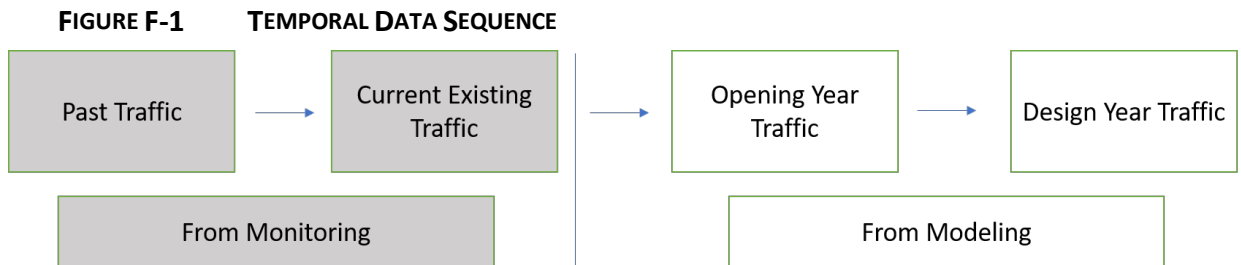 FIGURE F-1 TEMPORAL DATA SEQUENCE
Past Traffic
Current Existing
Traffic
Opening Year
Traffic
Design Year Traffic
From Monitoring
From Modeling